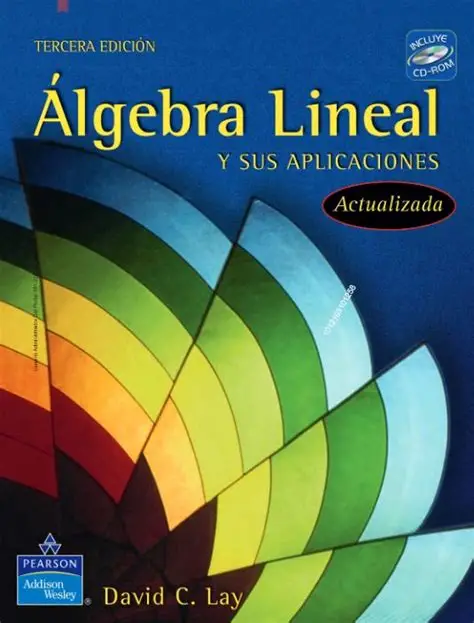 TERCERA EDICIÓN
INCLUYE
CD-ROM
Álgebra Lineal
Y SUS APLICACIONES
Actualizada
PEARSON
Addison
Wesley
®
David C. Lay